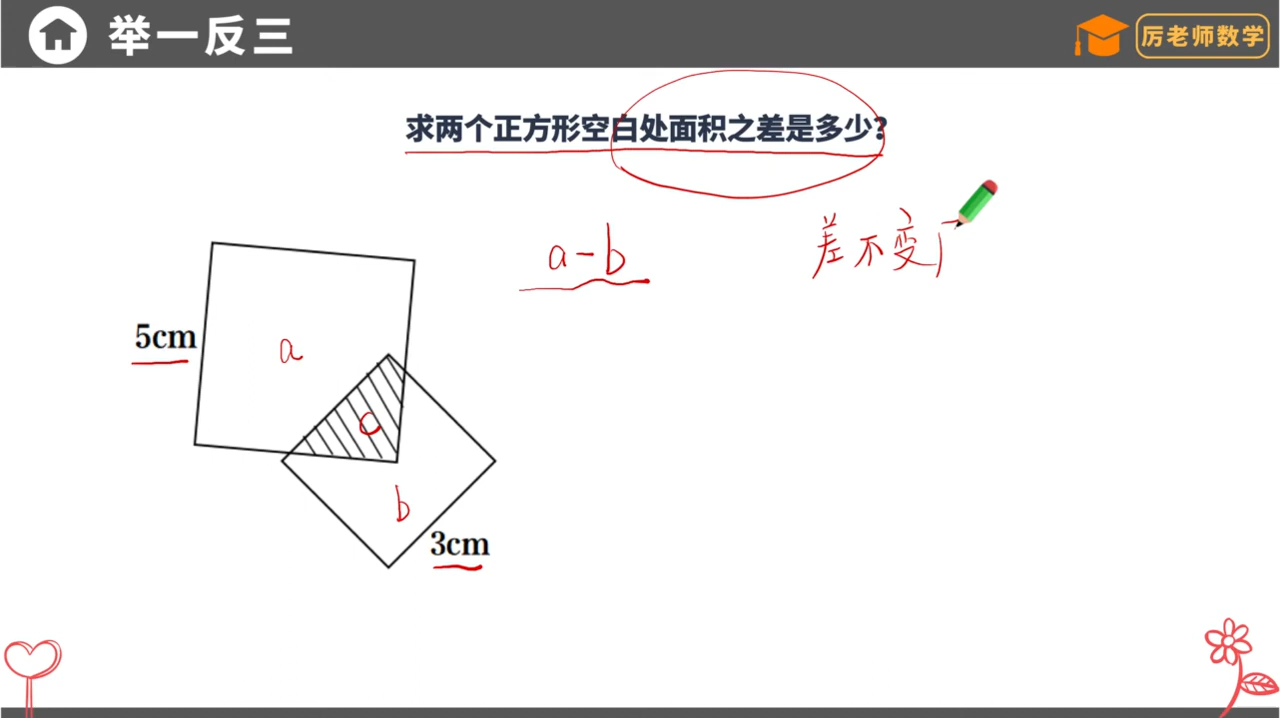 举一反三
厉老师数学
求两个正方形空白处面积之差是多少?
a-b
差不变
5cm
a
c
b
3cm